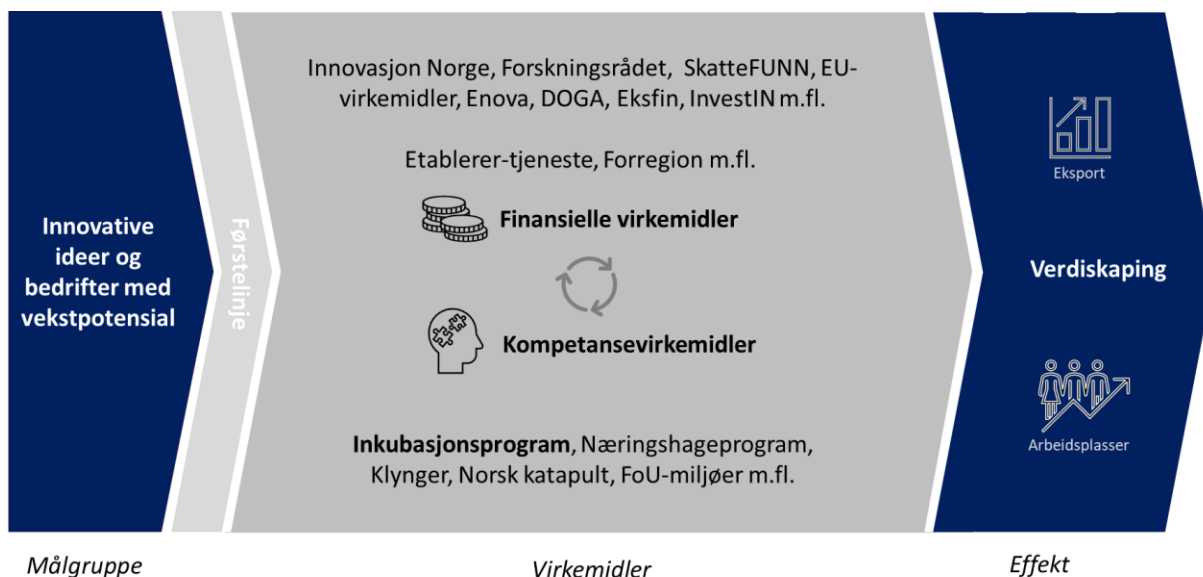 Innovative
ideer og
bedrifter med
vekstpotensial
Førstelinje
Innovasjon Norge, Forskningsrådet, SkatteFUNN, EU-
virkemidler, Enova, DOGA, Eksfin, InvestIN m.fl.
Etablerer-tjeneste, Forregion m.fl.
Finansielle virkemidler
Kompetansevirkemidler
Inkubasjonsprogram, Næringshageprogram,
Klynger, Norsk katapult, FoU-miljøer m.fl.
Eksport
Verdiskaping
Arbeidsplasser
Målgruppe
Virkemidler
Effekt